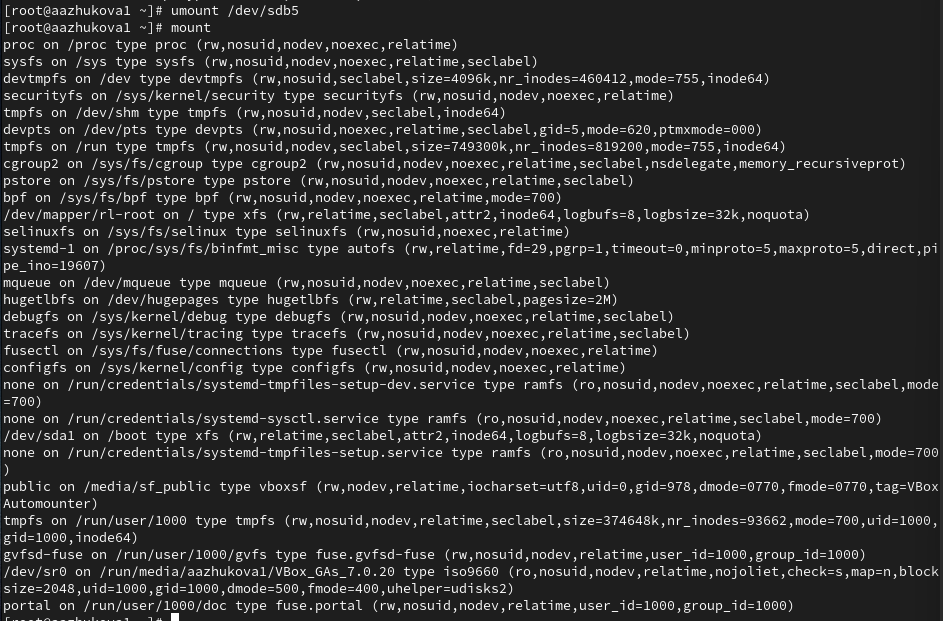 [root@aazhukova1 ~]# umount /dev/sdb5
[root@aazhukova1 ~]# mount
proc on /proc type proc (rw,nosuid,nodev,noexec,relatime)
sysfs on /sys type sysfs (rw,nosuid,nodev,noexec,relatime,seclabel)
devtmpfs on /dev type devtmpfs (rw,nosuid,seclabel,size=4096k,nr_inodes=460412,mode=755,inode64)
securityfs on /sys/kernel/security type securityfs (rw,nosuid,nodev,noexec,relatime)
tmpfs on /dev/shm type tmpfs (rw,nosuid,nodev,seclabel,inode64)
devpts on /dev/pts type devpts (rw,nosuid,noexec,relatime,seclabel,gid=5,mode=620,ptmxmode=000)
tmpfs on /run type tmpfs (rw,nosuid,nodev,seclabel,size=749300k,nr_inodes=819200,mode=755,inode64)
cgroup2 on /sys/fs/cgroup type cgroup2 (rw,nosuid,nodev,noexec,relatime,seclabel,nsdelegate,memory_recursiveprot)
pstore on /sys/fs/pstore type pstore (rw,nosuid,nodev,noexec,relatime,seclabel)
bpf on /sys/fs/bpf type bpf (rw,nosuid,nodev,noexec,relatime,mode=700)
/dev/mapper/rl-root on / type xfs (rw,relatime,seclabel,attr2,inode64,logbufs=8,logbsize=32k,noquota)
selinuxfs on /sys/fs/selinux type selinuxfs (rw,nosuid,noexec,relatime)
systemd-1 on /proc/sys/fs/binfmt_misc type autofs (rw,relatime,fd=29,pgrp=1,timeout=0,minproto=5,maxproto=5,direct,pi
pe_ino=19607)
mqueue on /dev/mqueue type mqueue (rw,nosuid,nodev,noexec,relatime,seclabel)
hugetlbfs on /dev/hugepages type hugetlbfs (rw,relatime,seclabel,pagesize=2M)
debugfs on /sys/kernel/debug type debugfs (rw,nosuid,nodev,noexec,relatime,seclabel)
tracefs on /sys/kernel/tracing type tracefs (rw,nosuid,nodev,noexec,relatime,seclabel)
fusectl on /sys/fs/fuse/connections type fusectl (rw,nosuid,nodev,noexec,relatime)
configfs on /sys/kernel/config type configfs (rw,nosuid,nodev,noexec,relatime)
none on /run/credentials/systemd-tmpfiles-setup-dev.service type ramfs (ro,nosuid,nodev,noexec,relatime,seclabel,mode
=700)
none on /run/credentials/systemd-sysctl.service type ramfs (ro,nosuid,nodev,noexec,relatime,seclabel,mode=700)
/dev/sda1 on /boot type xfs (rw,relatime,seclabel,attr2,inode64,logbufs=8,logbsize=32k,noquota)
none on /run/credentials/systemd-tmpfiles-setup.service type ramfs (ro,nosuid,nodev,noexec,relatime,seclabel,mode=700
)
public on /media/sf_public type vboxsf (rw,nodev,relatime,iocharset=utf8,uid=0,gid=978,dmode=0770,fmode=0770,tag=VBox
Automounter)
tmpfs on /run/user/1000 type tmpfs (rw,nosuid,nodev,relatime,seclabel,size=374648k,nr_inodes=93662,mode=700,uid=1000,
gid=1000,inode64)
gvfsd-fuse on /run/user/1000/gvfs type fuse.gvfsd-fuse (rw,nosuid,nodev,relatime,user_id=1000,group_id=1000)
/dev/sr0 on /run/media/aazhukova1/VBox_GAs_7.0.20 type iso9660 (ro,nosuid,nodev,relatime,nojoliet,check=s,map=n,block
size=2048,uid=1000,gid=1000,dmode=500,fmode=400,uhelper=udisks2)
portal on /run/user/1000/doc type fuse.portal (rw,nosuid,nodev,relatime,user_id=1000,group_id=1000)
[root@aazhukova1 ~]#